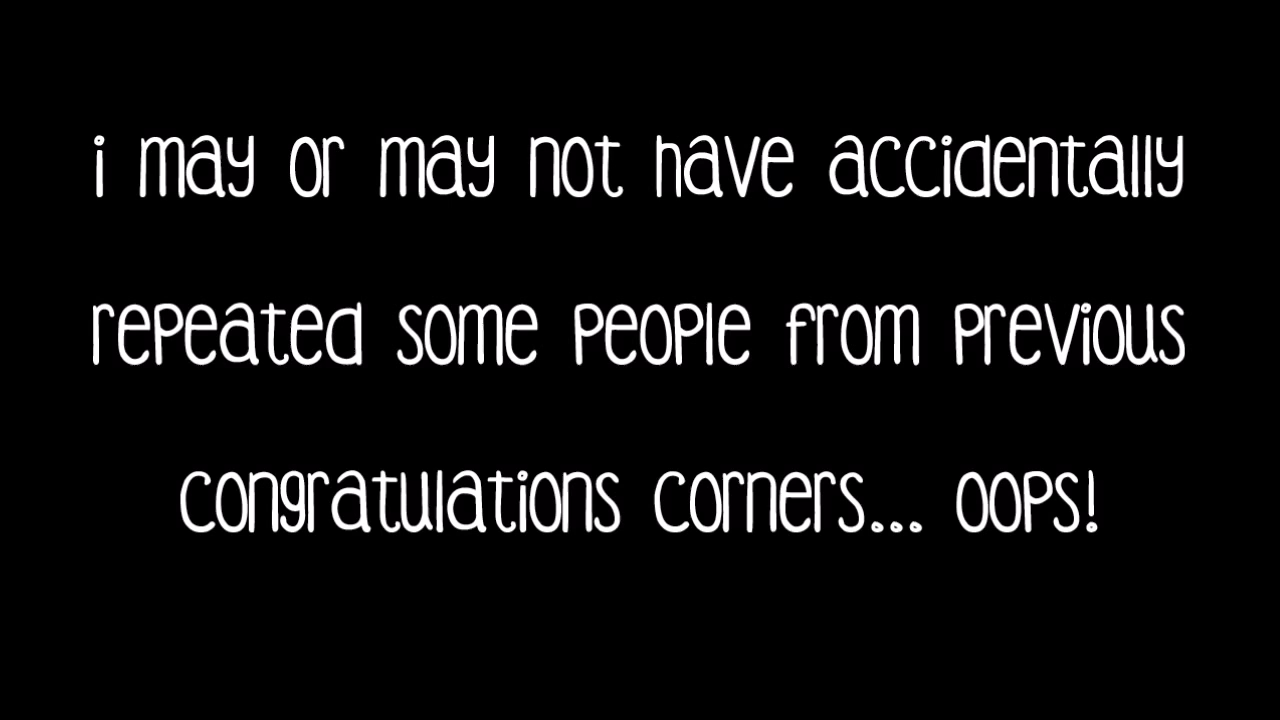 i may or may not have accidentally
repeated some people from previous
congratulations corners... oops!